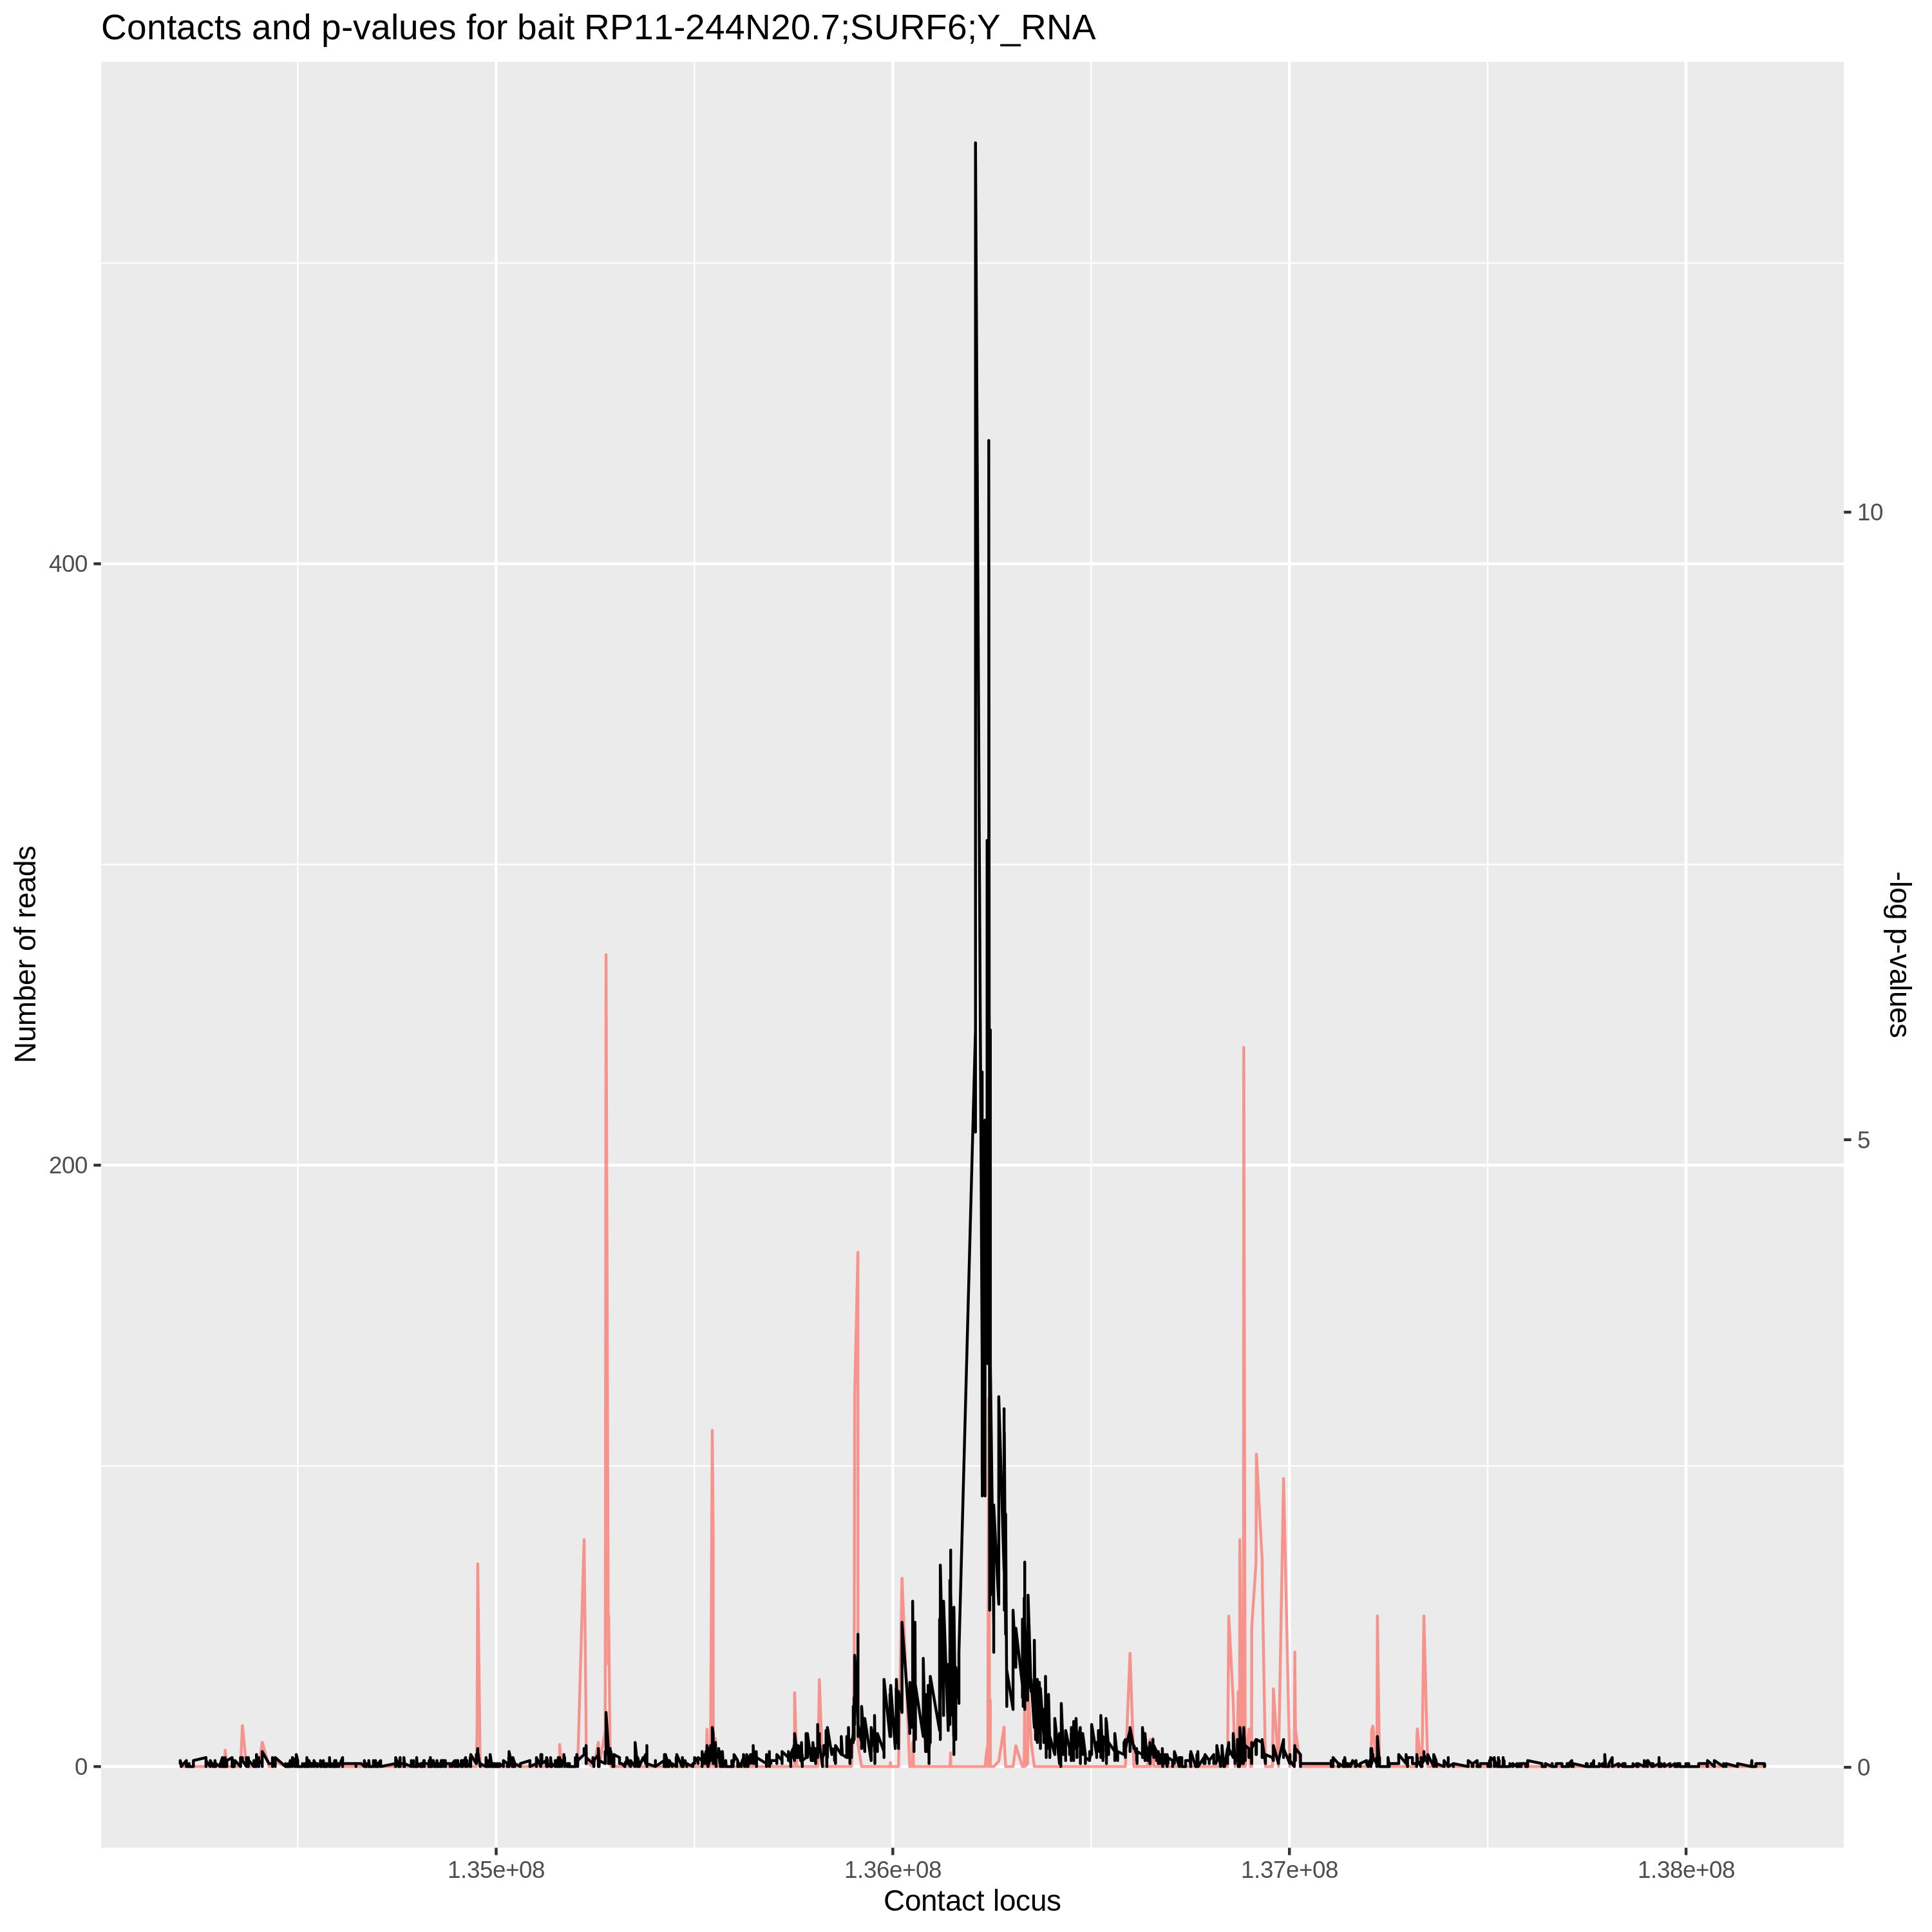 Contacts and p-values for bait RP11-244N20.7;SURF6;Y_RNA
Number of reads
400
200
0
10
5
0
-log p-values
1.35e+08 1.36e+08 1.37e+08 1.38e+08
Contact locus